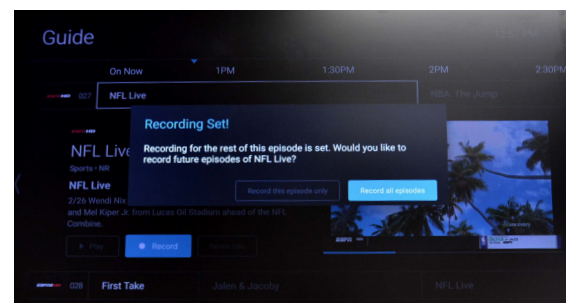 Guide
On Now 1PM 1:30PM 2PM 2:30PM
027 NFL Live NBA: The Jump
Recording Set!
Recording for the rest of this episode is set. Would you like to
record future episodes of NFL Live?
Record this episode only Record all episodes
NFL Live
Sports • NR
NFL Live
2/26 Wendi Nix
and Mel Kiper Jr. from Lucas Oil Stadium ahead of the NFL
Combine.
Play Record
028 First Take Jalen & Jacoby NFL Live